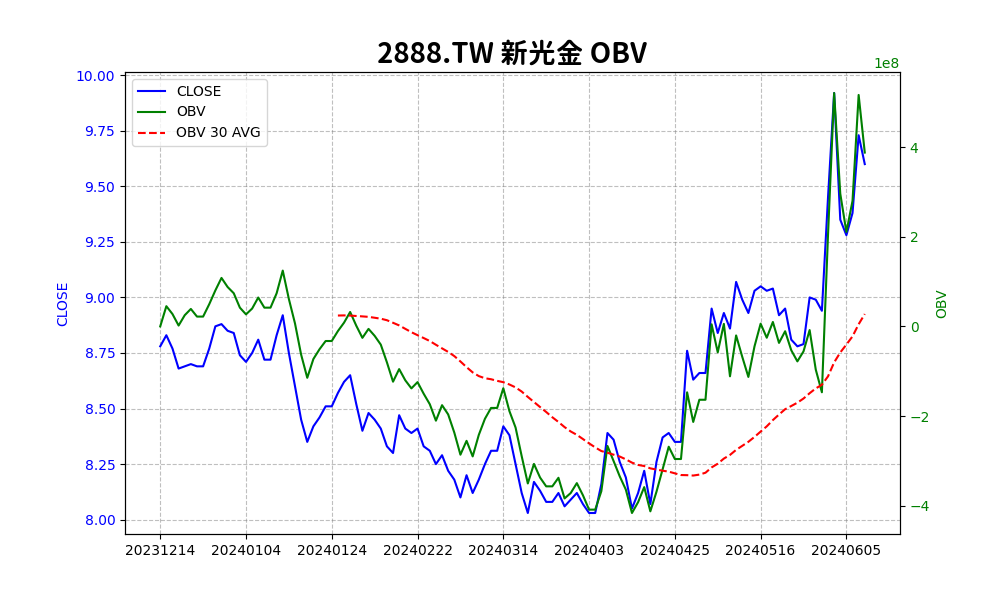 2888.TW 新光金 OBV
1e8
CLOSE
OBV
OBV 30 AVG
10.00
9.75
9.50
9.25
9.00
8.75
8.50
8.25
8.00
CLOSE
4
2
0
−2
−4
OBV
20231214 20240104 20240124 20240222 20240314 20240403 20240425 20240516 20240605